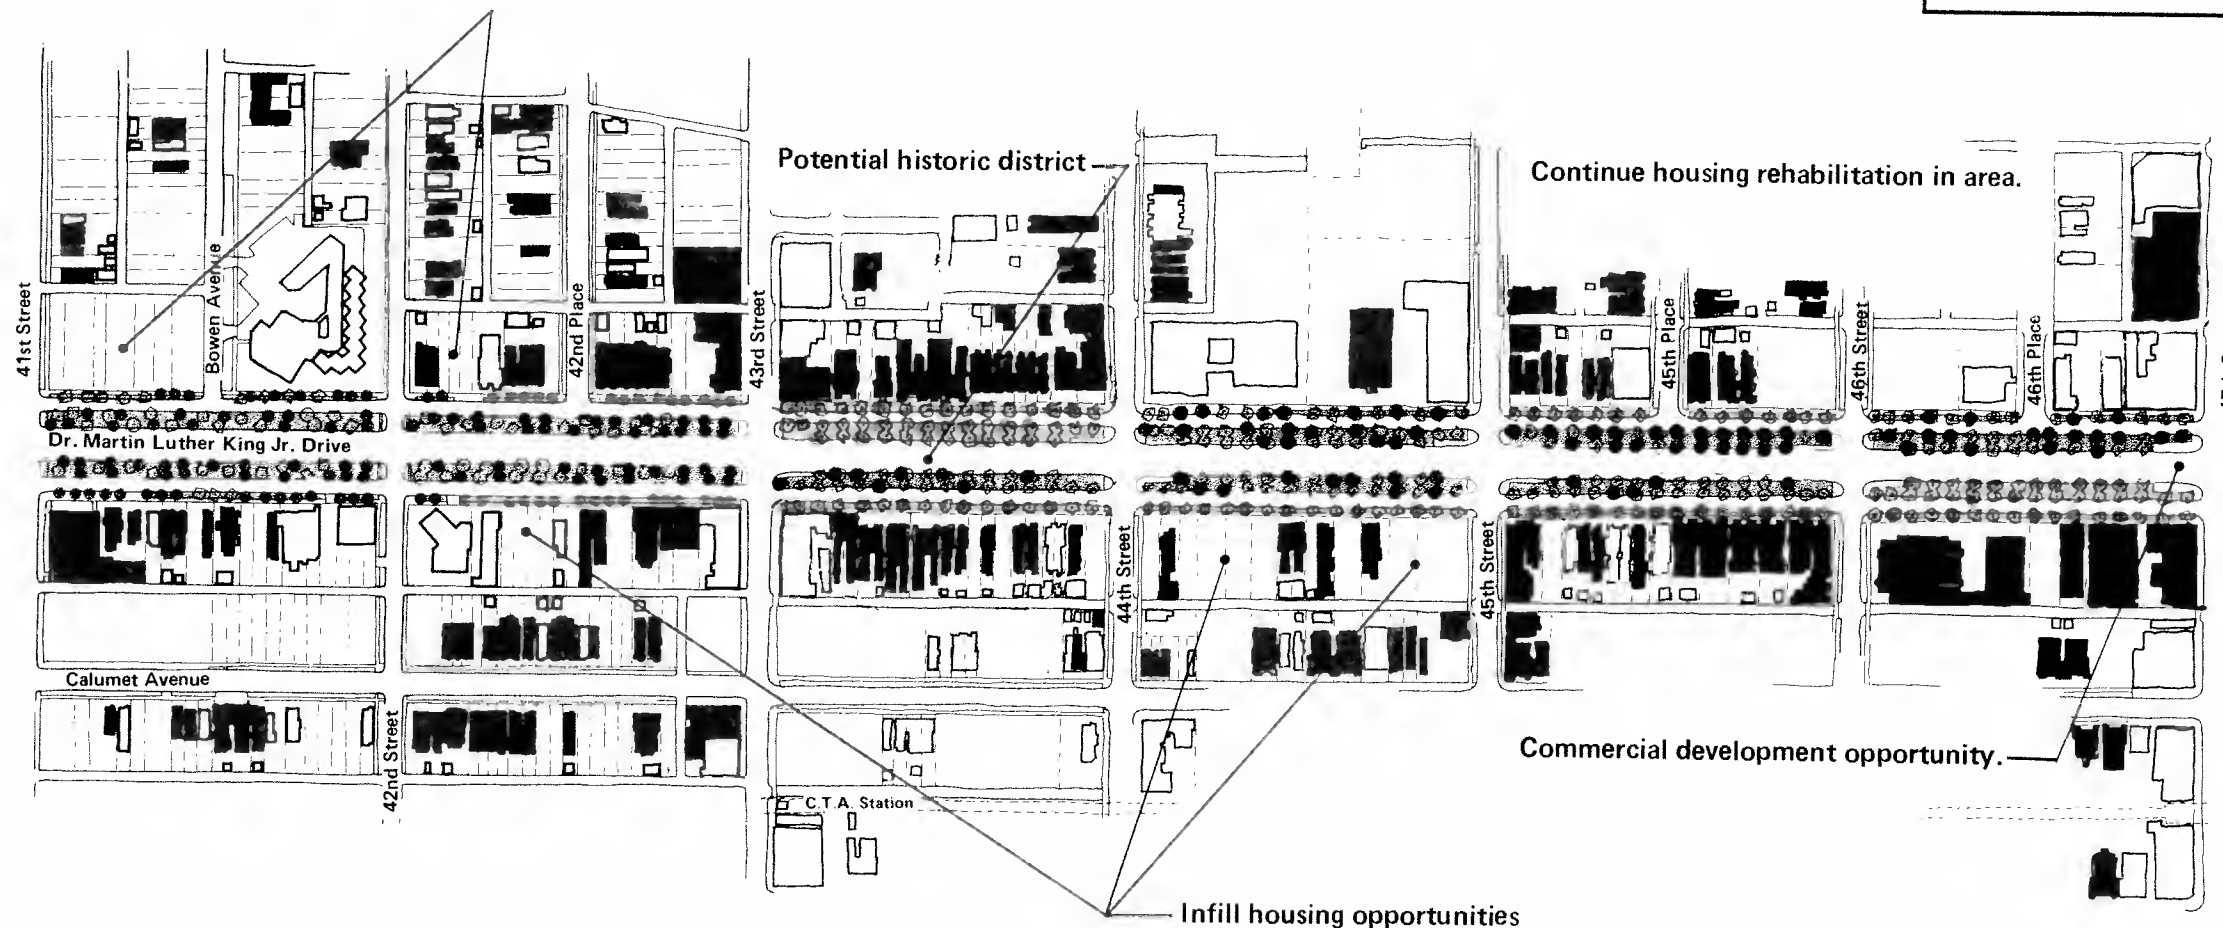 Potential historic district
Continue housing rehabilitation in area.
41st Street
Bowen Avenue
42nd Place
43rd Street
45th Place
46th Street
46th Place
Dr. Martin Luther King Jr. Drive
44th Street
45th Street
Calumet Avenue
42nd Street
Commercial development opportunity.
C.T.A. Station
Infill housing opportunities